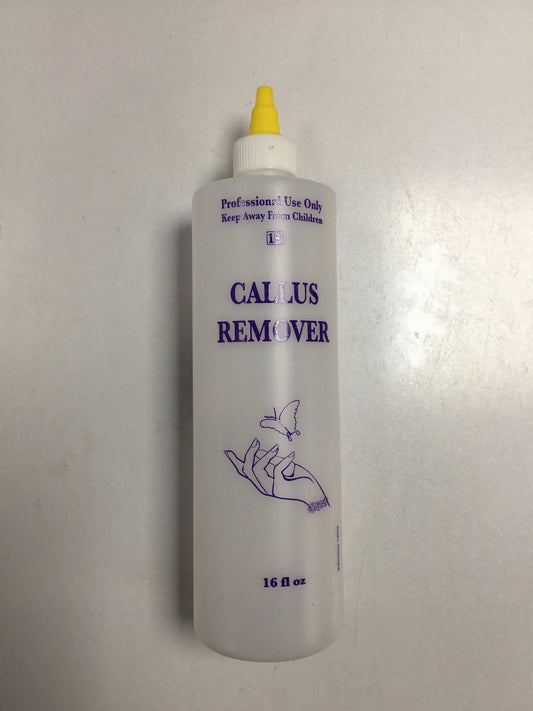 Professional Use Only
Keep Away From Children
CALLUS
REMOVER
16 fl oz